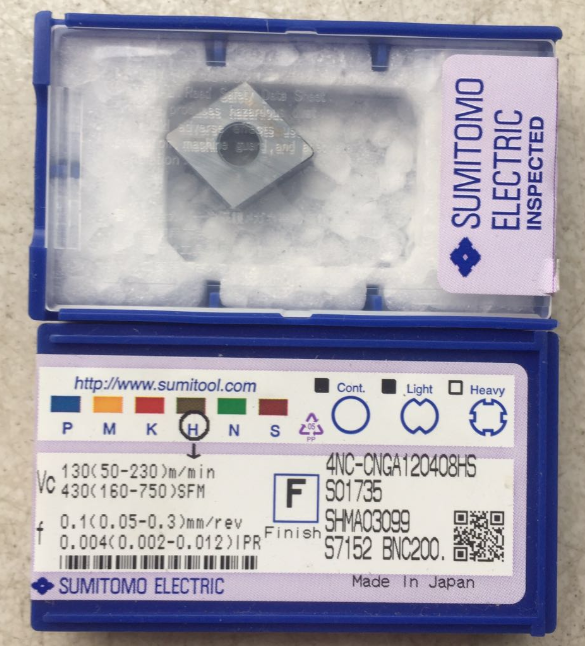 SUMITOMO
ELECTRIC
INSPECTED
http://www.sumitool.com
P M K H N S
05
PP
Cont. Light Heavy
Vc 130(50-230)m/min
430(160-750)SFM
f 0.1(0.05-0.3)mm/rev
0.004(0.002-0.012)IPR
F
Finish
4NC-CNGA120408HS
S01735
SHMA03099
S7152 BNC200.
SUMITOMO ELECTRIC
Made In Japan